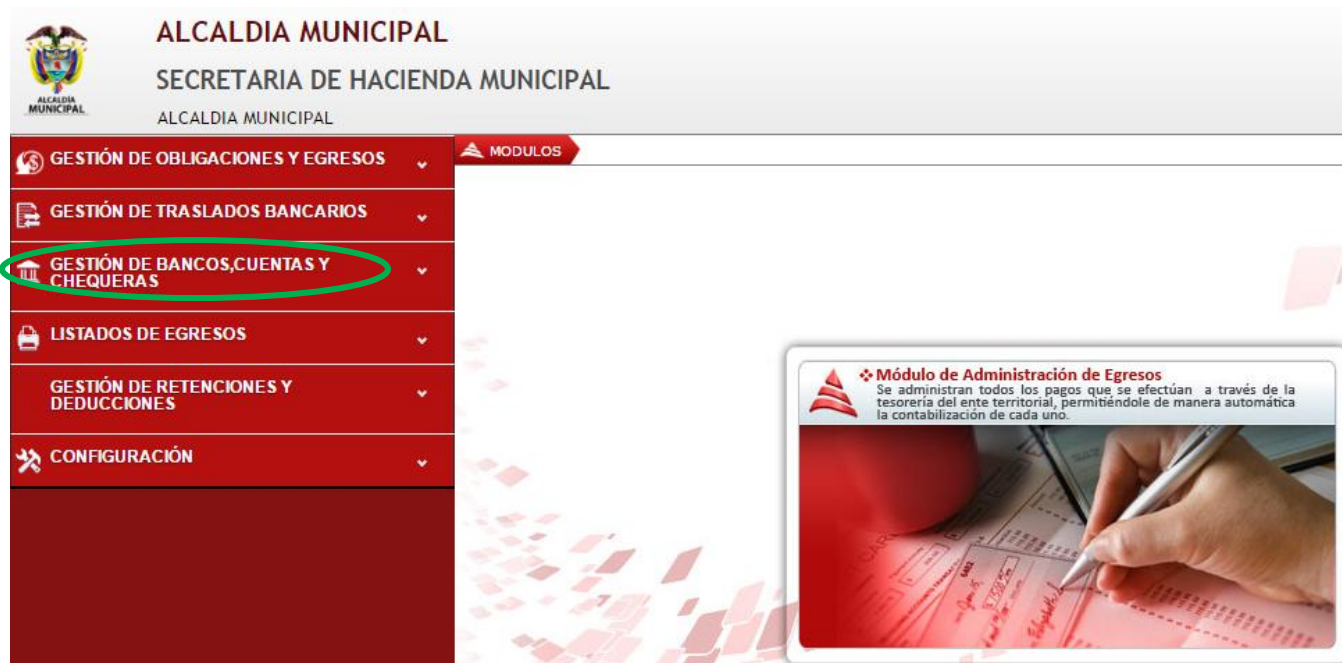 ALCALDIA MUNICIPAL
SECRETARIA DE HACIENDA MUNICIPAL
ALCALDIA MUNICIPAL
ALCALDÍA
MUNICIPAL
GESTIÓN DE OBLIGACIONES Y EGRESOS
GESTIÓN DE TRASLADOS BANCARIOS
GESTIÓN DE BANCOS,CUENTAS Y
CHEQUERAS
LISTADOS DE EGRESOS
GESTIÓN DE RETENCIONES Y
DEDUCCIONES
CONFIGURACIÓN
MODULOS
Módulo de Administración de Egresos
Se administran todos los pagos que se efectúan a través de la
tesorería del ente territorial, permitiéndole de manera automática
la contabilización de cada uno.